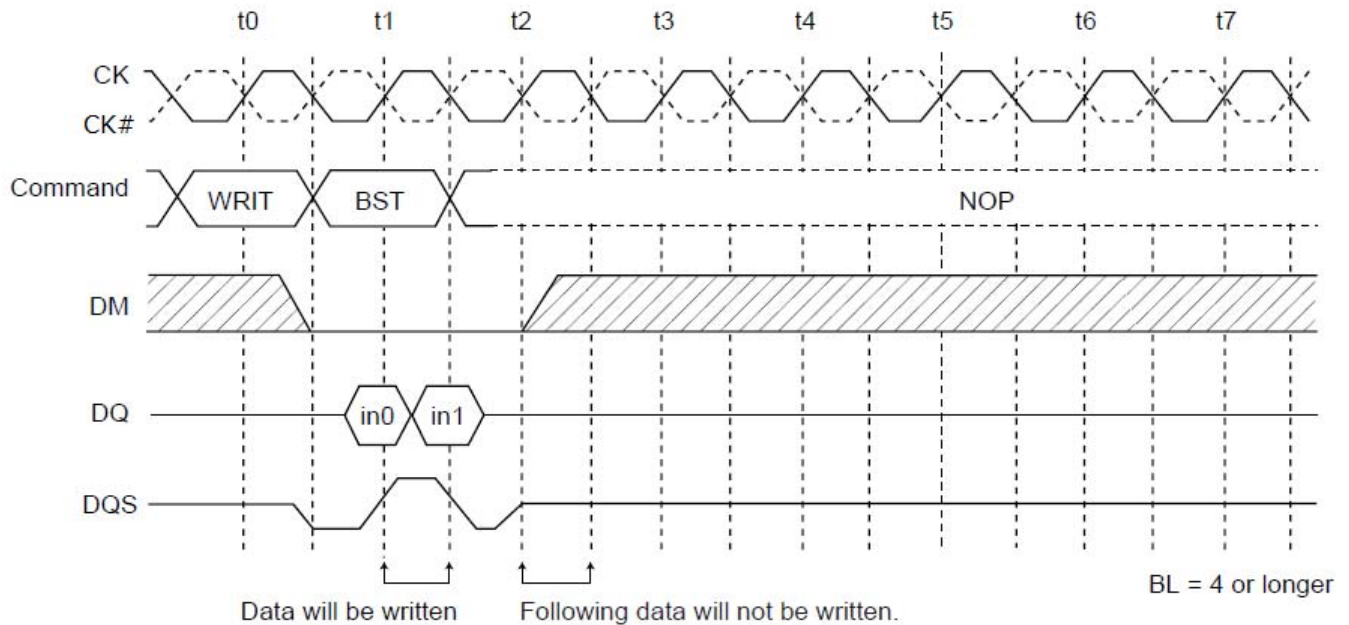 t0 t1 t2 t3 t4 t5 t6 t7
CK
CK#
Command WRIT BST NOP
DM
DQ in0 in1
DQS
BL = 4 or longer
Data will be written Following data will not be written.